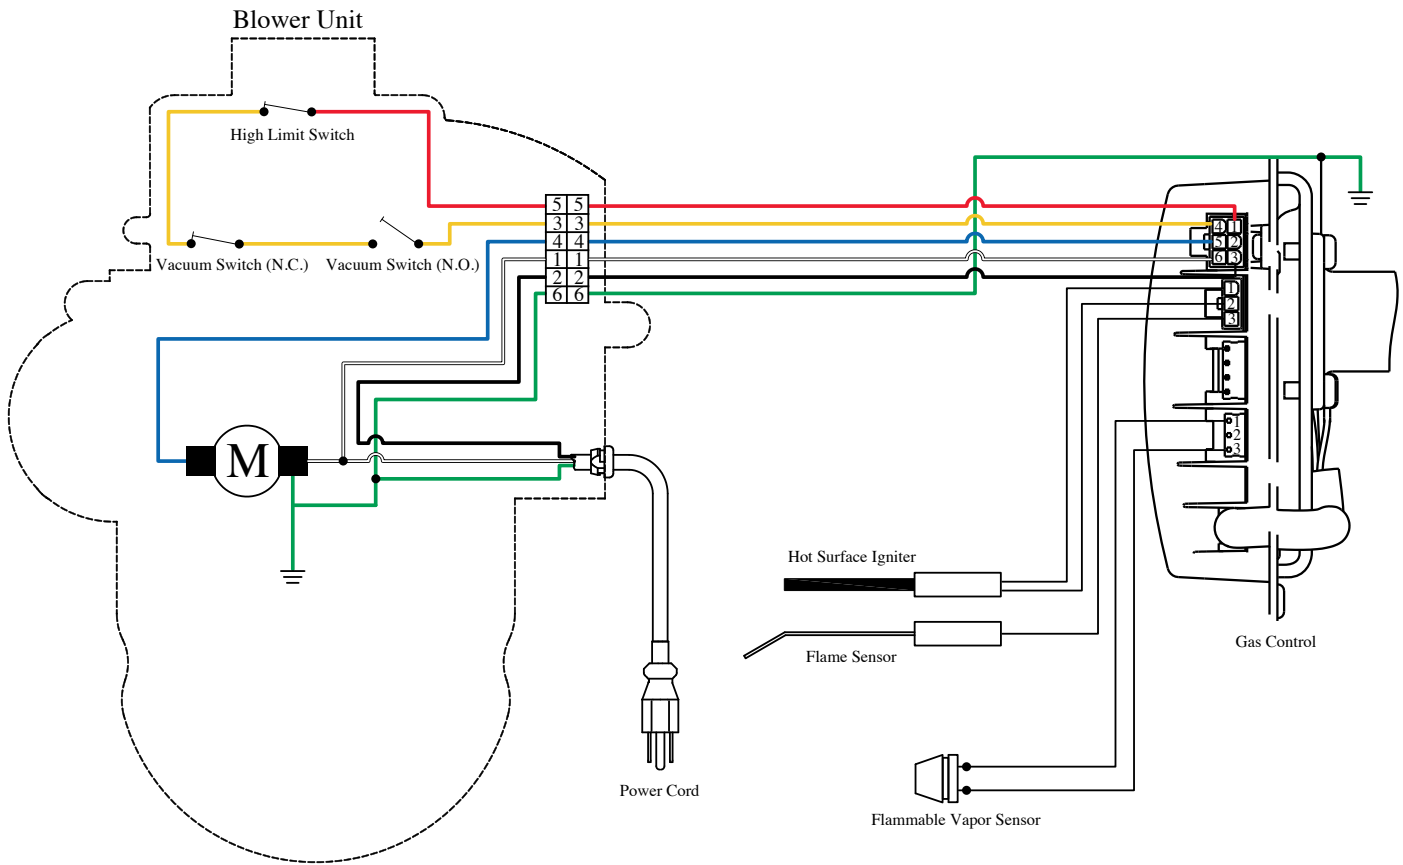 Blower Unit
High Limit Switch
Vacuum Switch (N.C.)
Vacuum Switch (N.O.)
5 5
3 3
4 4
1 1
2 2
6 6
4 1
5 2
6 3
1
2
3
1
2
3
M
Hot Surface Igniter
Flame Sensor
Gas Control
Power Cord
Flammable Vapor Sensor